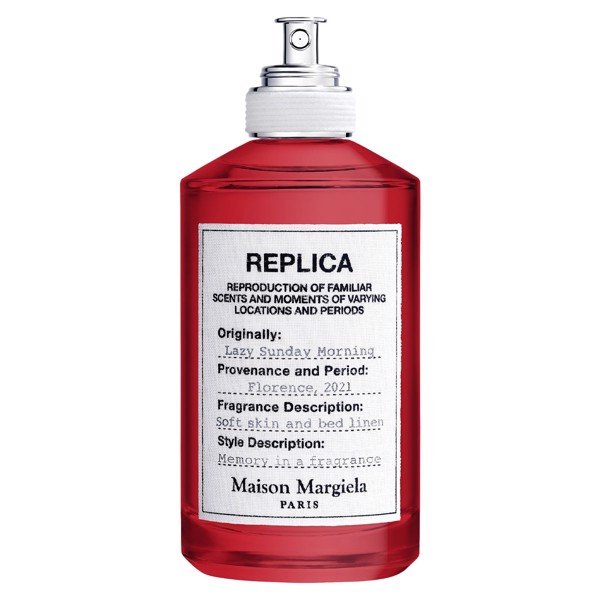 REPLICA
REPRODUCTION OF FAMILIAR
SCENTS AND MOMENTS OF VARYING
LOCATIONS AND PERIODS
Originally:
Lazy Sunday Morning
Provenance and Period:
Florence, 2021
Fragrance Description:
Soft skin and bed linen
Style Description:
Memory in a fragrance
Maison Margiela
PARIS